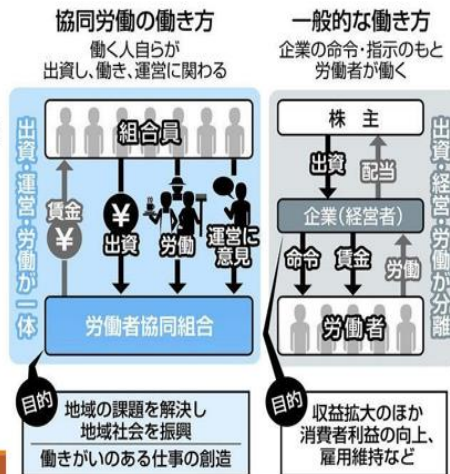 協同労働の働き方
働く人自らが
出資し、働き、運営に関わる
出資・運営・労働が一体
組合員
賃金
¥
¥
出資
労働
運営に
意見
労働者協同組合
目的
地域の課題を解決し
地域社会を振興
働きがいのある仕事の創造
一般的な働き方
企業の命令・指示のもと
労働者が働く
株主
出資
配当
企業(経営者)
命令
賃金
労働
労働者
出資・経営・労働が分離
目的
収益拡大のほか
消費者利益の向上、
雇用維持など